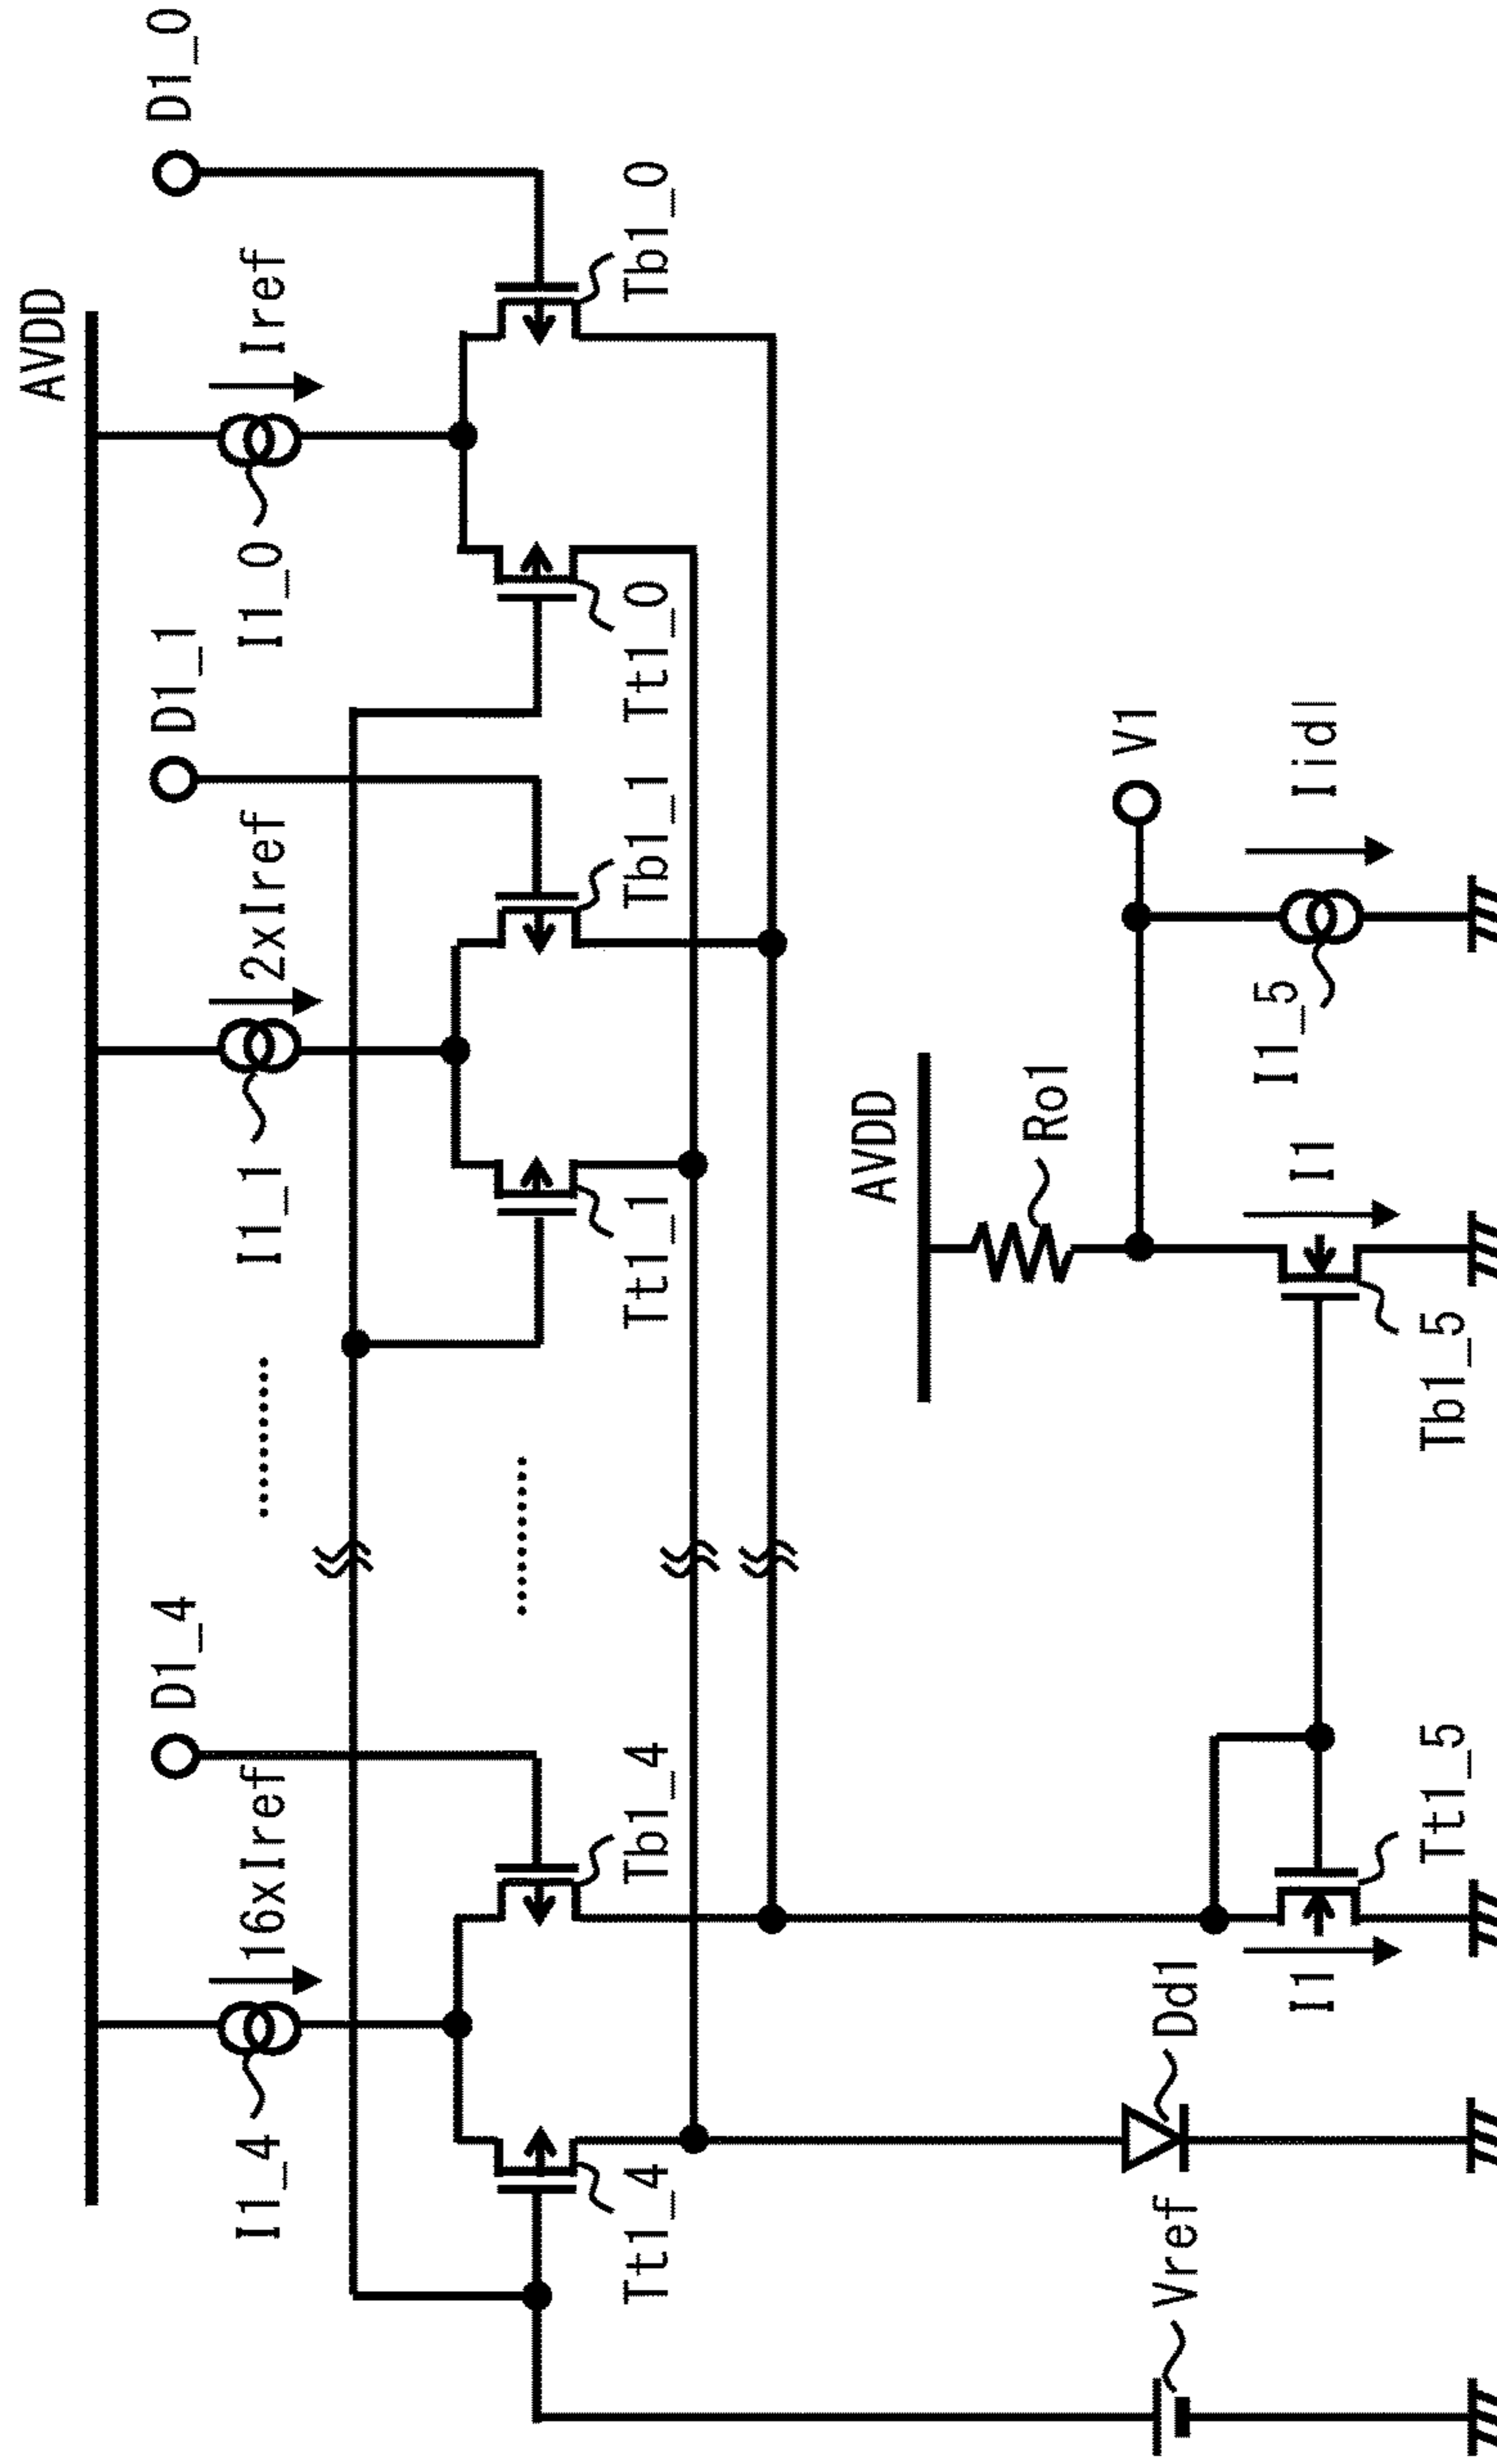 AVDD
I1_4
16xIref
D1_4
I1_1
2xIref
D1_1
I1_0
Iref
D1_0
Tt1_4
Tb1_4
Tt1_1
Tb1_1
Tt1_0
Tb1_0
AVDD
Vref
Dd1
Ro1
V1
I1
I1
I1_5
Iidl
Tt1_5
Tb1_5